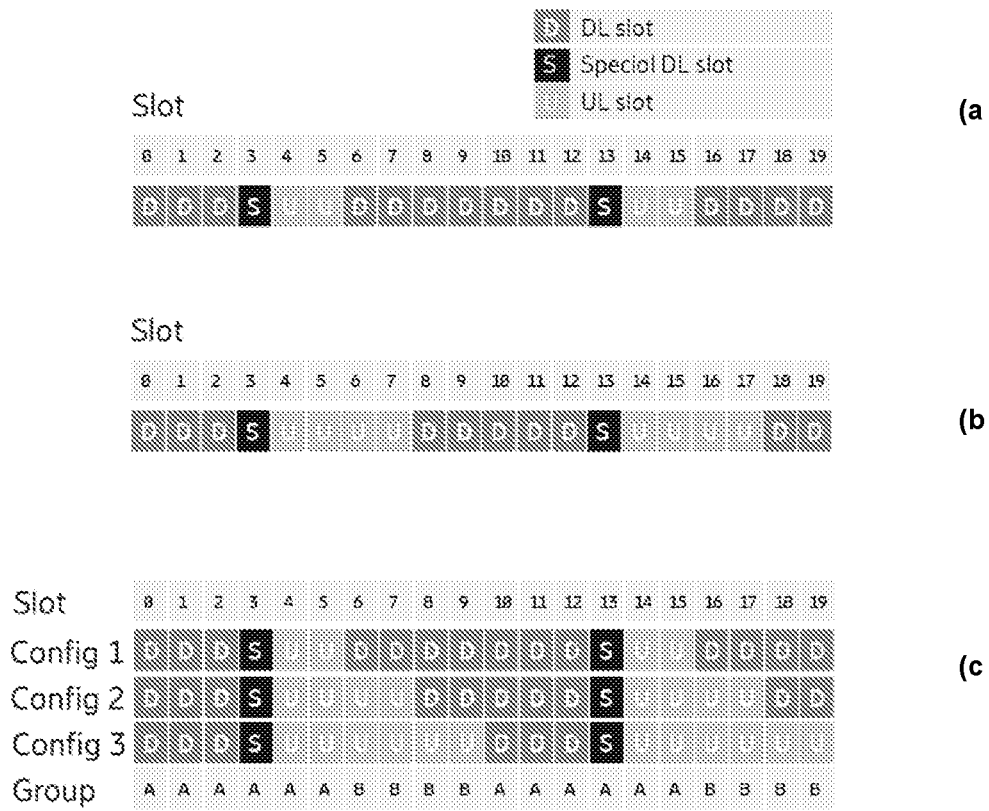 D DL slot
S Special DL slot
UL slot
(a
Slot
0 1 2 3 4 5 6 7 8 9 10 11 12 13 14 15 16 17 18 19
D D D S U U D D D D D D D S U U D D D D
Slot
0 1 2 3 4 5 6 7 8 9 10 11 12 13 14 15 16 17 18 19
D D D S U U U U D D D D D S U U U U D D
(b
Slot 0 1 2 3 4 5 6 7 8 9 10 11 12 13 14 15 16 17 18 19
Config 1 D D D S U U D D D D D D D S U U D D D D
Config 2 D D D S U U U U D D D D D S U U U U D D
(c
Config 3 D D D S U U U U U U D D D S U U U U U U
Group A A A A A A B B B B A A A A A A B B B B